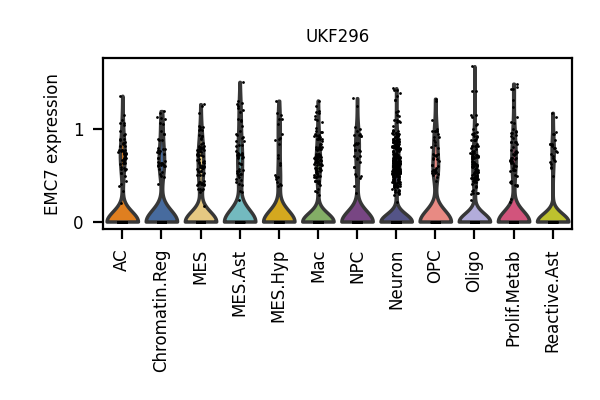 UKF296
EMC7 expression
1
0
AC
Chromatin.Reg
MES
MES.Ast
MES.Hyp
Mac
NPC
Neuron
OPC
Oligo
Prolif.Metab
Reactive.Ast